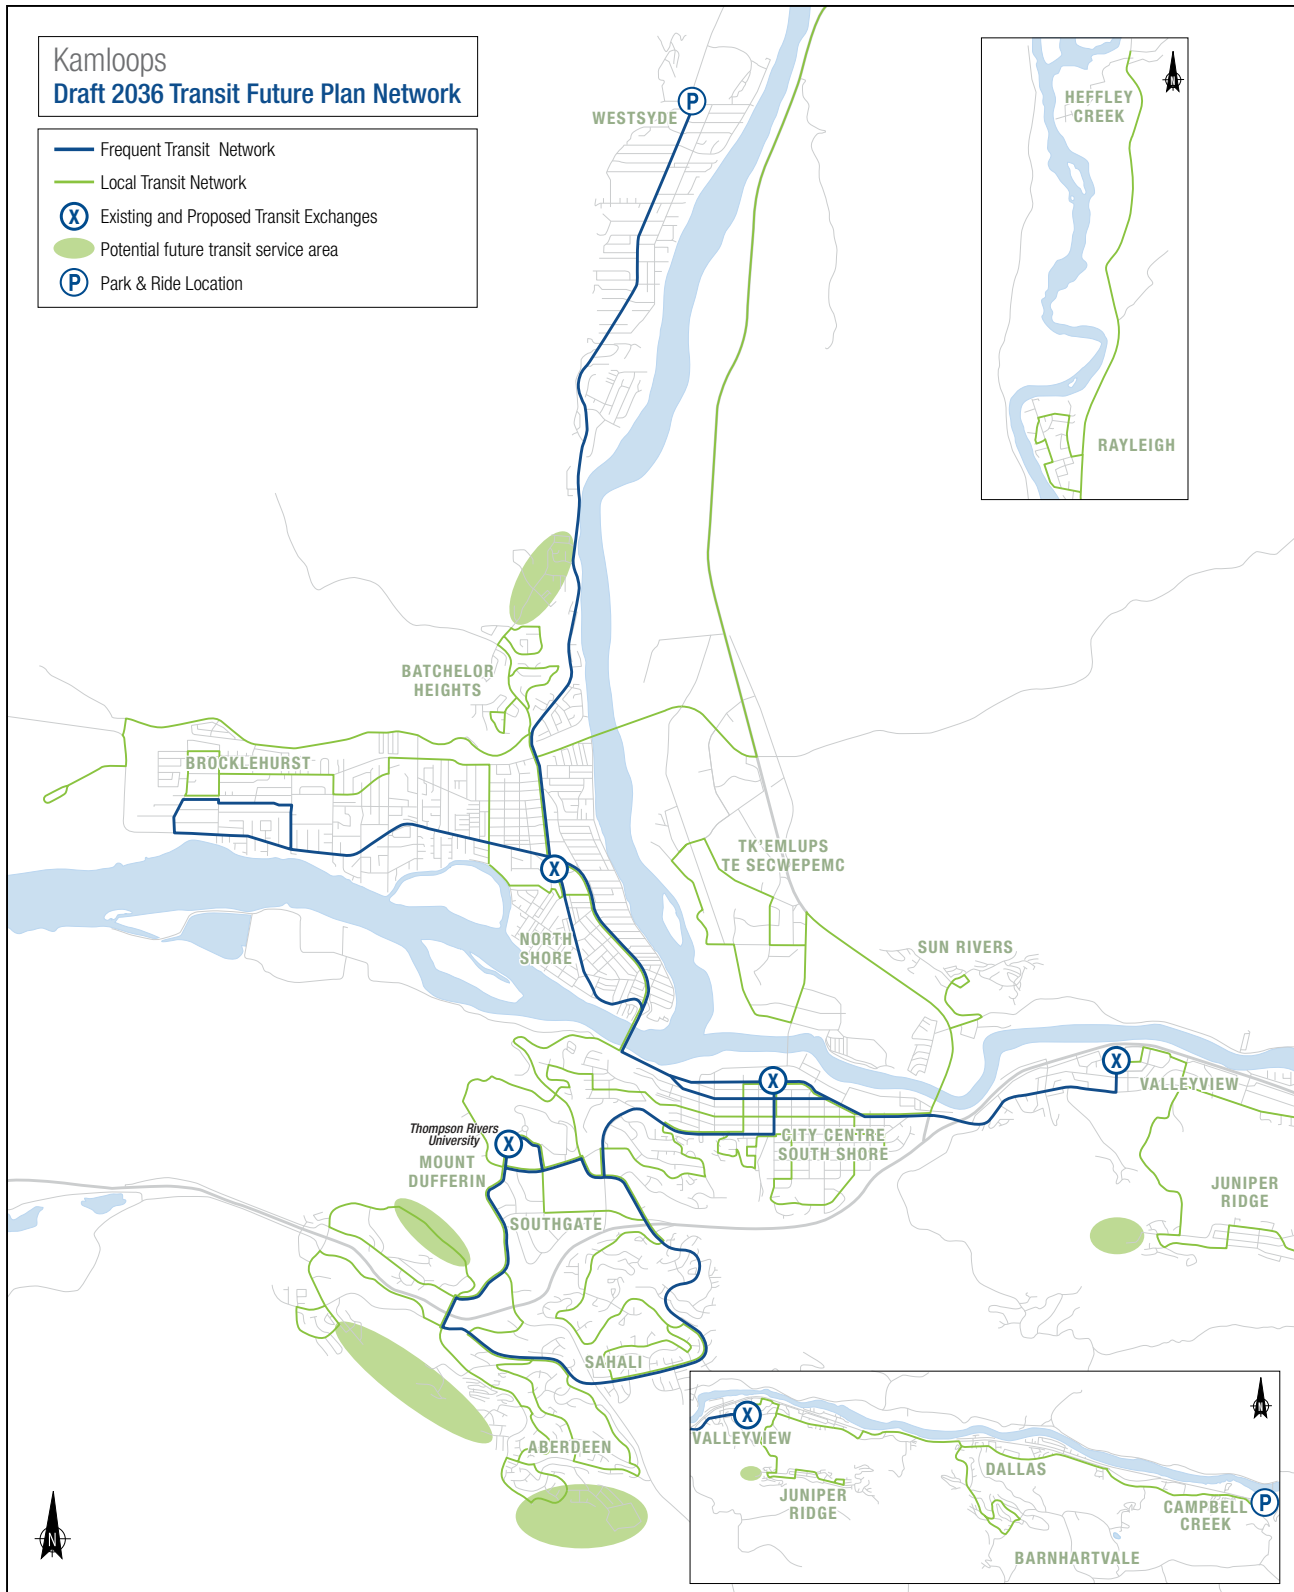 Kamloops
Draft 2036 Transit Future Plan Network
Frequent Transit Network
Local Transit Network
X
Existing and Proposed Transit Exchanges
Potential future transit service area
P
Park & Ride Location
WESTSYDE
P
N
HEFFLEY
CREEK
RAYLEIGH
BATCHELOR
HEIGHTS
BROCKLEHURST
X
TK'EMLUPS
TE SECWEPEMC
NORTH
SHORE
SUN RIVERS
X
X
VALLEYVIEW
Thompson Rivers
University
X
MOUNT
DUFFERIN
CITY CENTRE
SOUTH SHORE
JUNIPER
RIDGE
SOUTHGATE
SAHALI
ABERDEEN
N
X
VALLEYVIEW
JUNIPER
RIDGE
DALLAS
CAMPBELL
CREEK
P
BARNHARTVALE
N